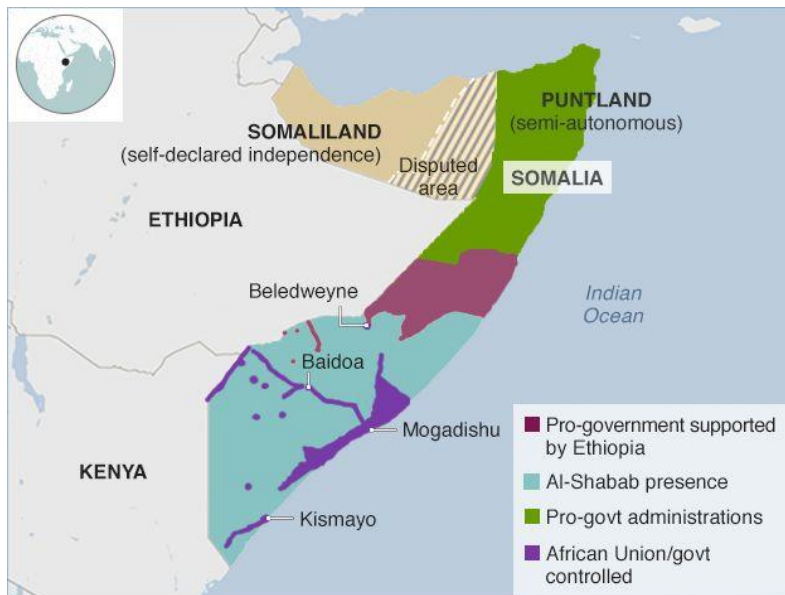 PUNTLAND
(semi-autonomous)
SOMALILAND
(self-declared independence)
Disputed
area
SOMALIA
ETHIOPIA
Beledweyne
Indian
Ocean
Baidoa
Mogadishu
KENYA
Kismayo
Pro-government supported
by Ethiopia
Al-Shabab presence
Pro-govt administrations
African Union/govt
controlled